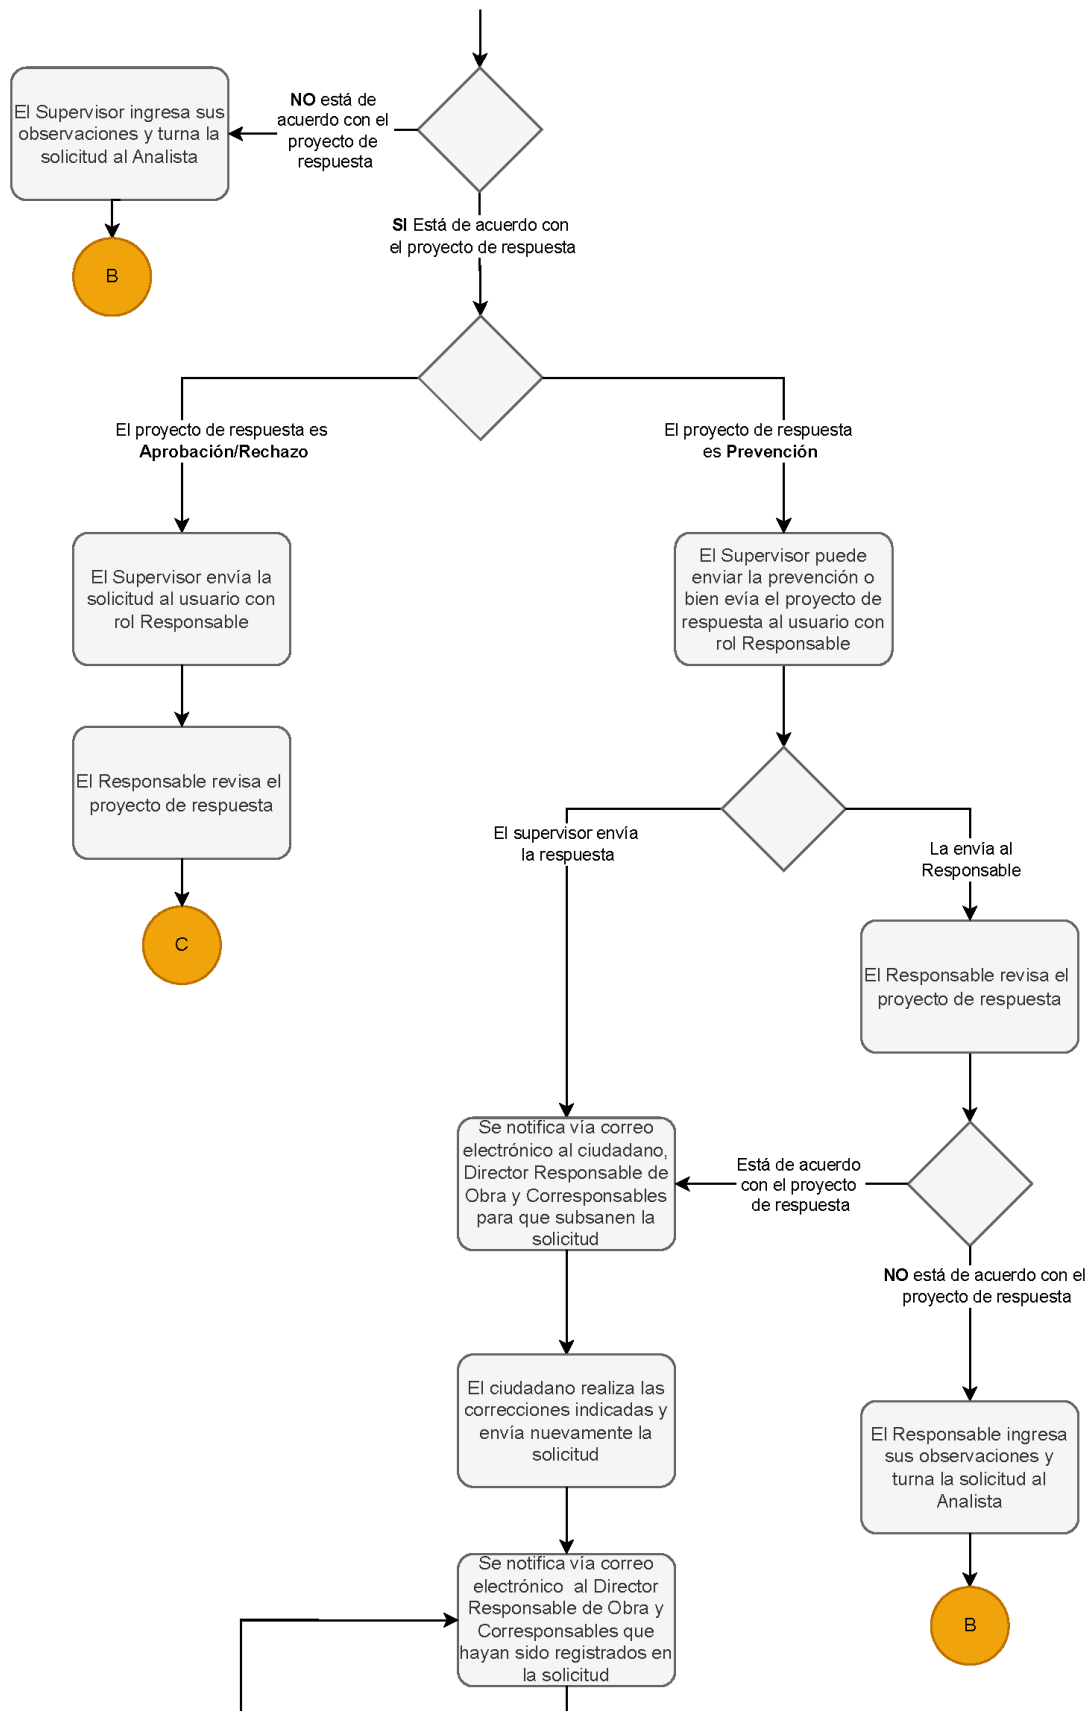 El Supervisor ingresa sus
observaciones y turna la
solicitud al Analista
NO está de
acuerdo con el
proyecto de
respuesta
B
SI Está de acuerdo con
el proyecto de respuesta
El proyecto de respuesta es
Aprobación/Rechazo
El proyecto de respuesta
es Prevención
El Supervisor envía la
solicitud al usuario con
rol Responsable
El Supervisor puede
enviar la prevención o
bien evía el proyecto de
respuesta al usuario con
rol Responsable
El Responsable revisa el
proyecto de respuesta
C
El supervisor envía
la respuesta
La envía al
Responsable
El Responsable revisa el
proyecto de respuesta
Se notifica vía correo
electrónico al ciudadano,
Director Responsable de
Obra y Corresponsables
para que subsanen la
solicitud
Está de acuerdo
con el proyecto
de respuesta
NO está de acuerdo con el
proyecto de respuesta
El ciudadano realiza las
correcciones indicadas y
envía nuevamente la
solicitud
El Responsable ingresa
sus observaciones y
turna la solicitud al
Analista
Se notifica vía correo
electrónico al Director
Responsable de Obra y
Corresponsables que
hayan sido registrados en
la solicitud
B